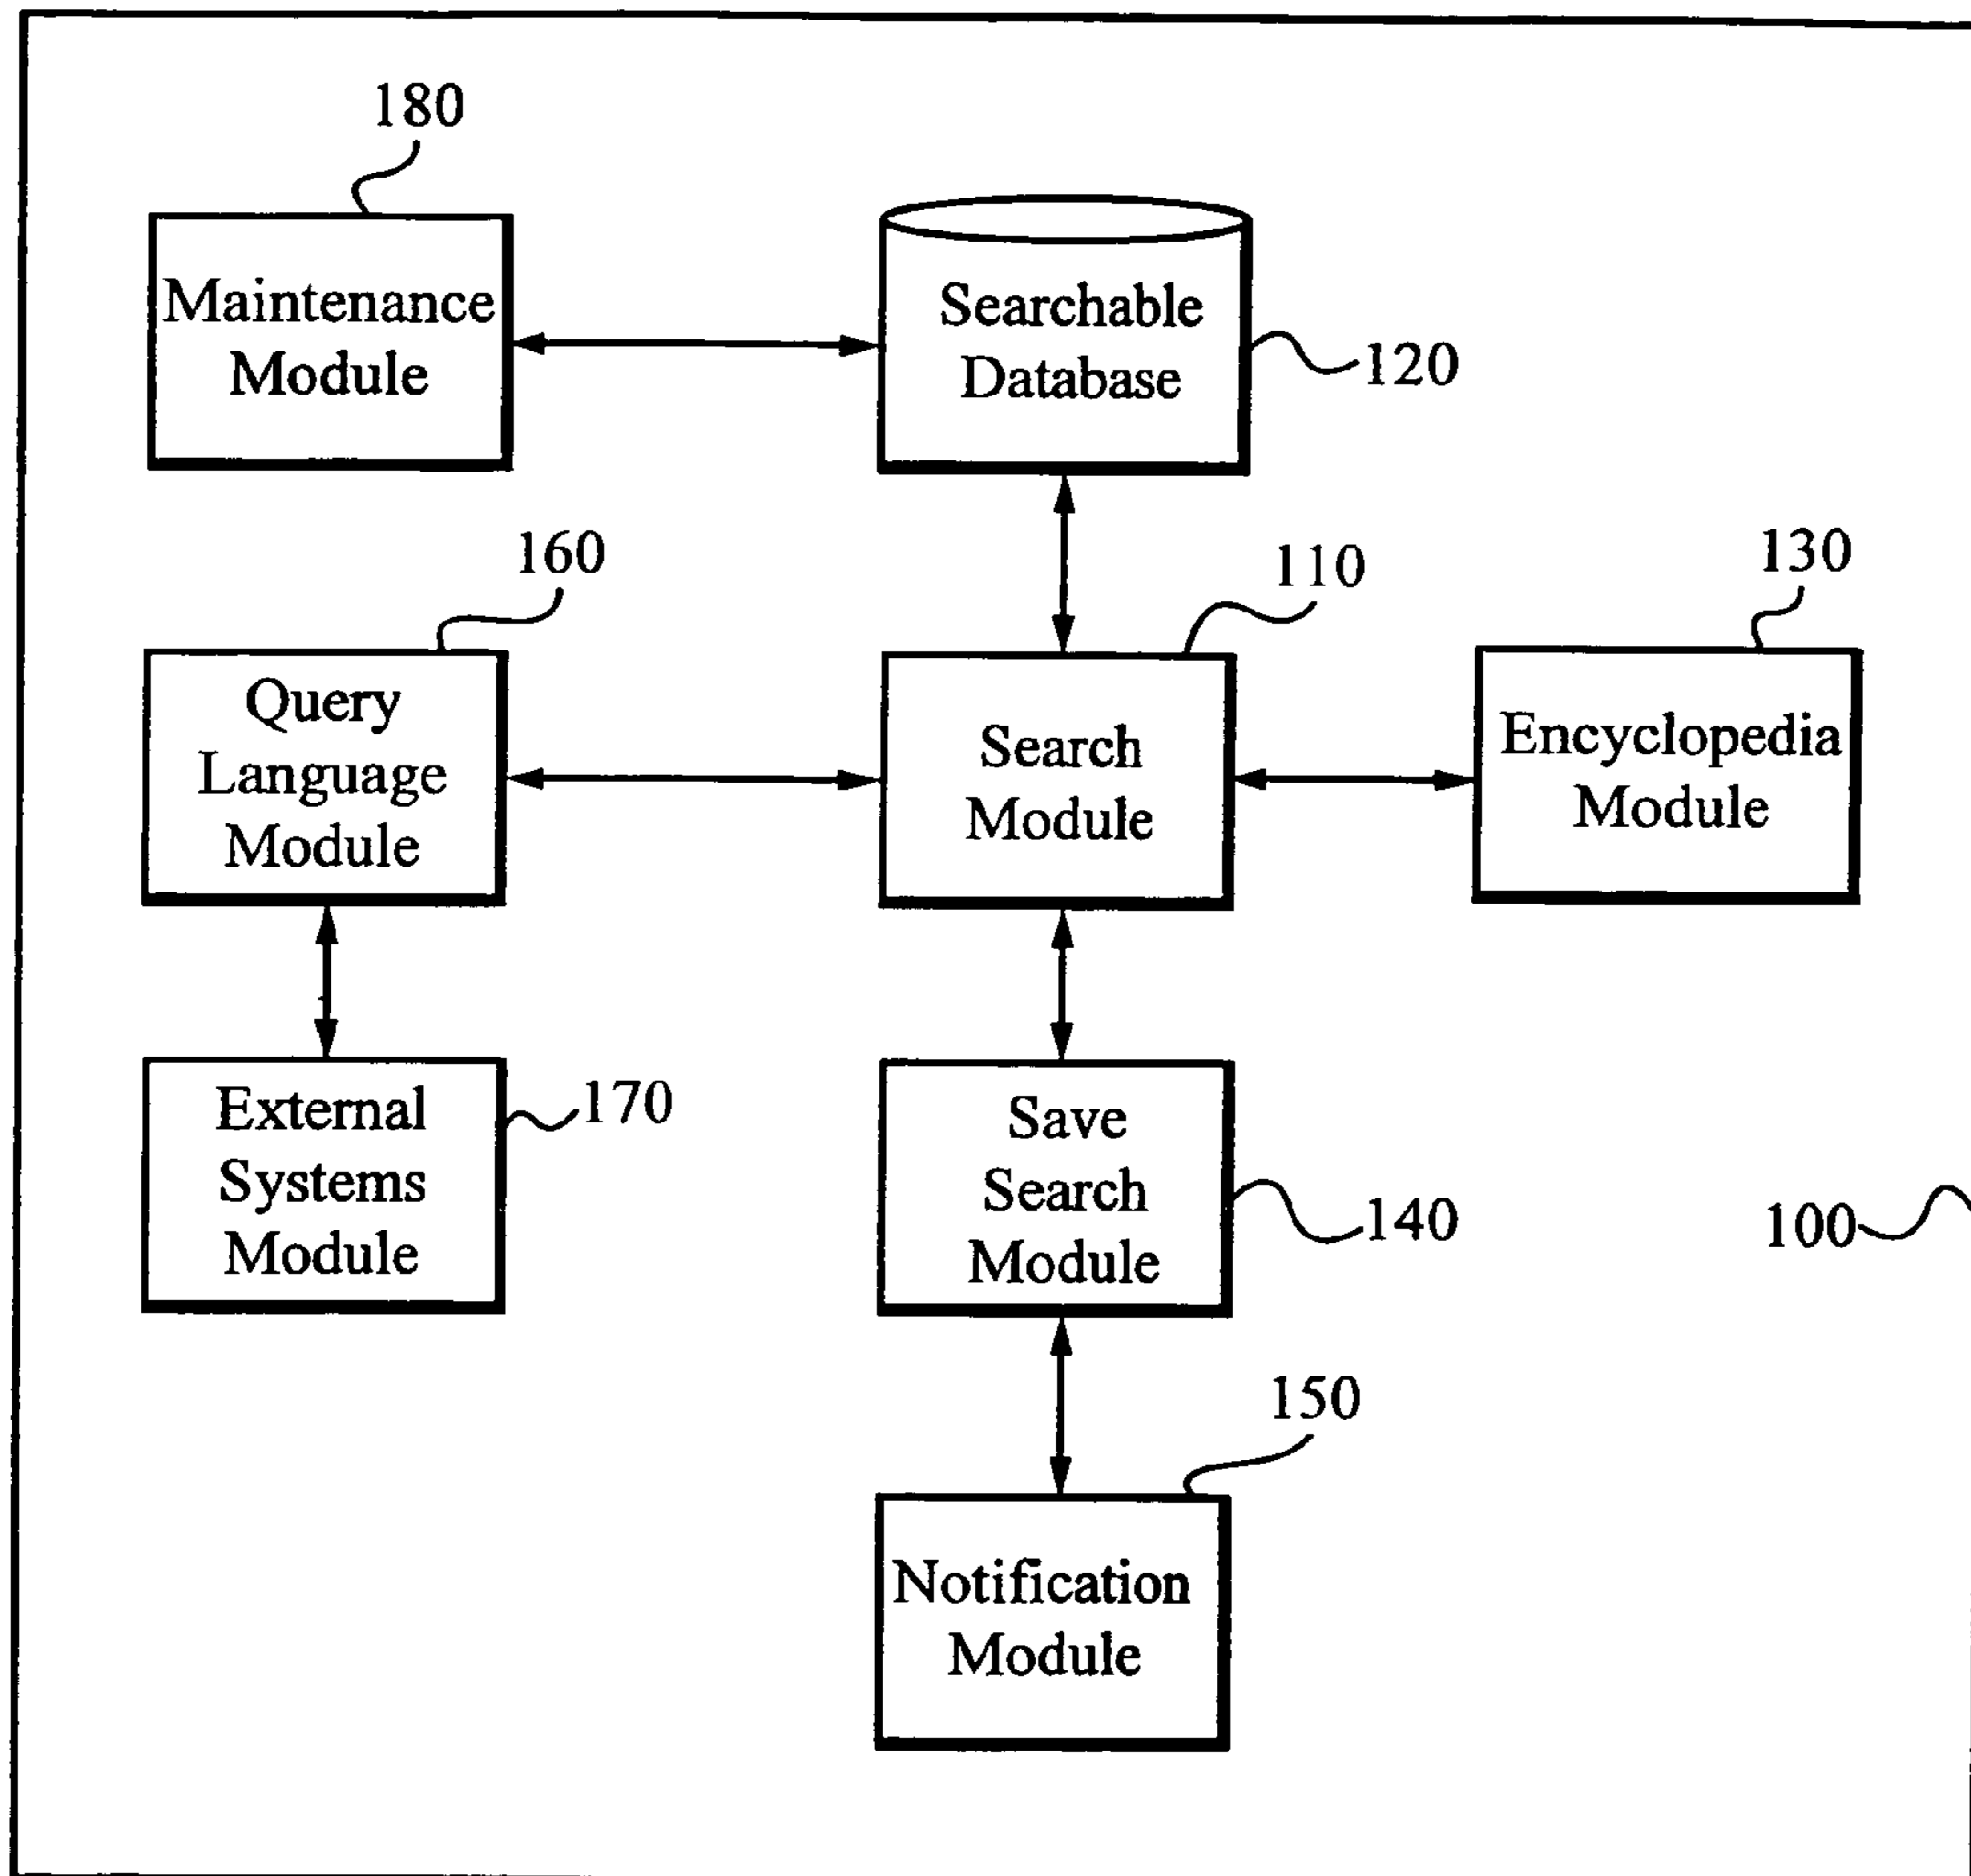 180
Maintenance
Module
Searchable
Database
120
160
110
130
Query
Language
Module
Search
Module
Encyclopedia
Module
External
Systems
Module
170
Save
Search
Module
140
100
150
Notification
Module